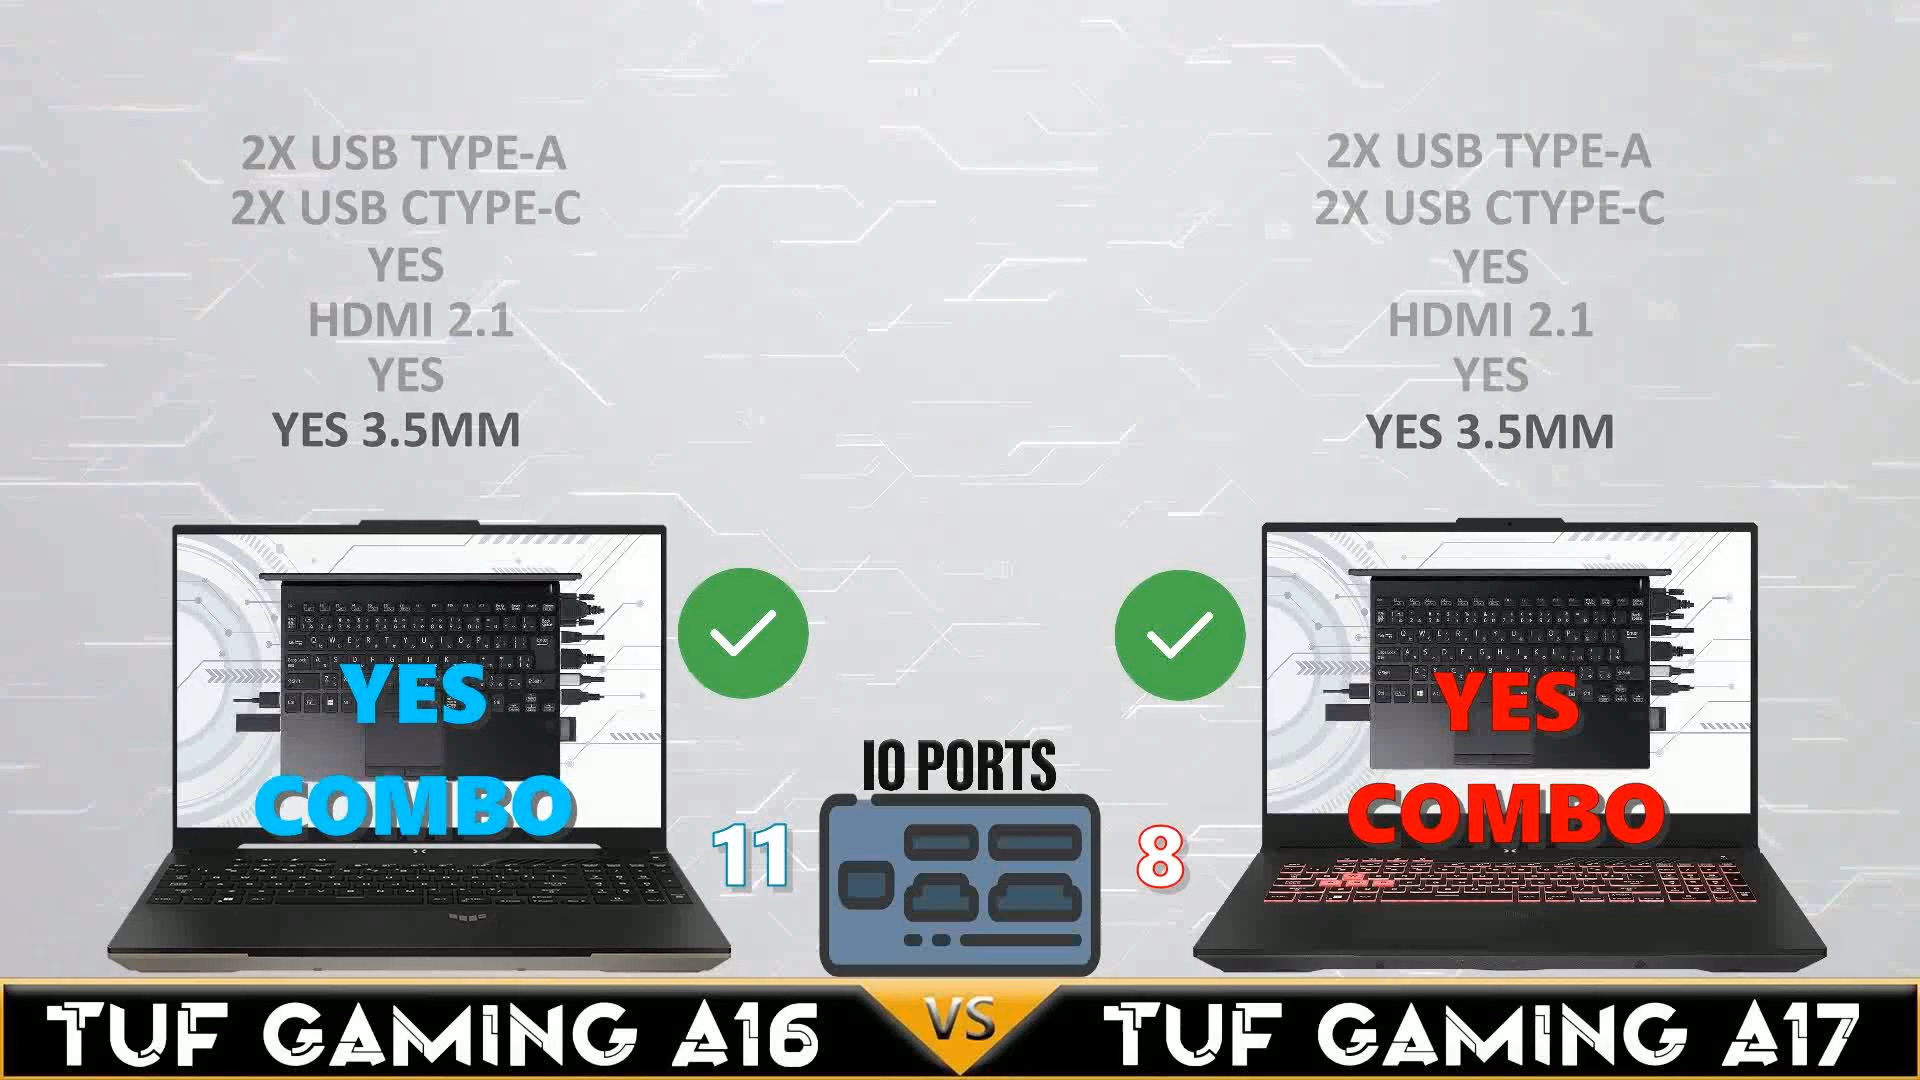 2X USB TYPE-A
2X USB CTYPE-C
YES
HDMI 2.1
YES
YES 3.5MM
2X USB TYPE-A
2X USB CTYPE-C
YES
HDMI 2.1
YES
YES 3.5MM
YES
COMBO
YES
COMBO
IO PORTS
11
8
TUF GAMING A16
VS
TUF GAMING A17